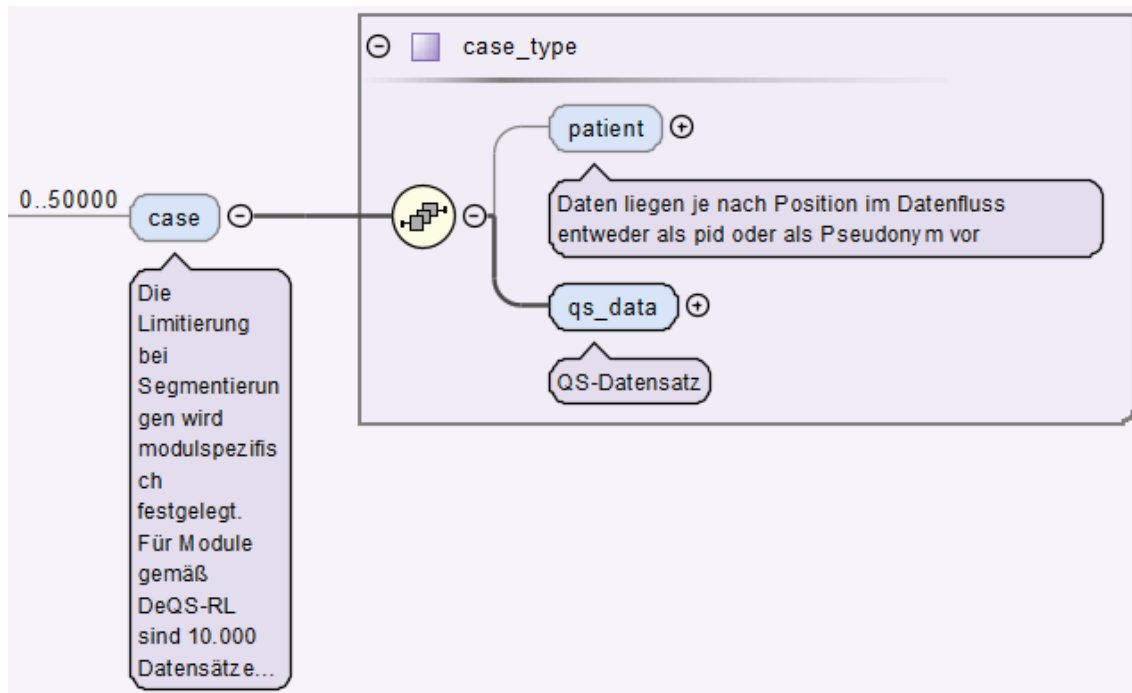 case_type
patient
Daten liegen je nach Position im Datenfluss
entweder als pid oder als Pseudonym vor
0..50000
case
qs_data
QS-Datensatz
Die
Limitierung
bei
Segmentierun
gen wird
modulspezifis
ch
festgelegt.
Für Module
gemäß
DeQS-RL
sind 10.000
Datensätze...